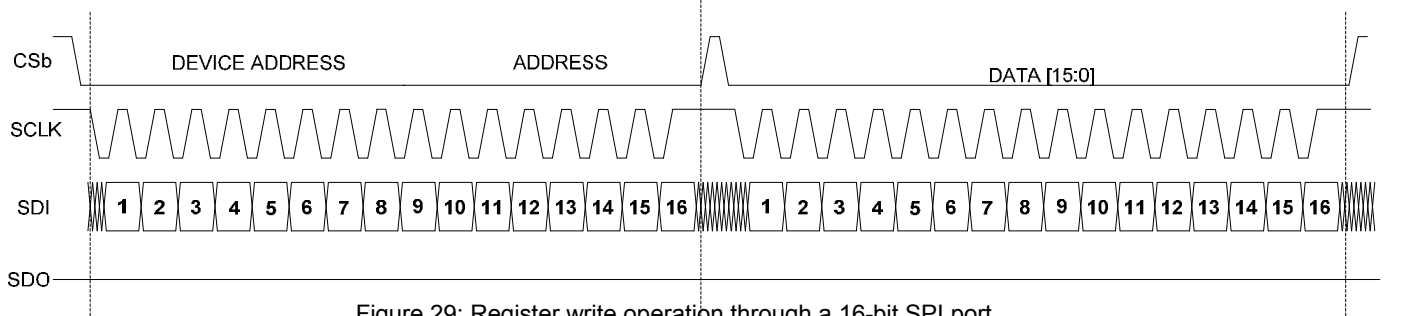 CSb DEVICE ADDRESS ADDRESS DATA [15:0]
SCLK
SDI 1 2 3 4 5 6 7 8 9 10 11 12 13 14 15 16 1 2 3 4 5 6 7 8 9 10 11 12 13 14 15 16
SDO
Figure 29: Register write operation through a 16-bit SPI port